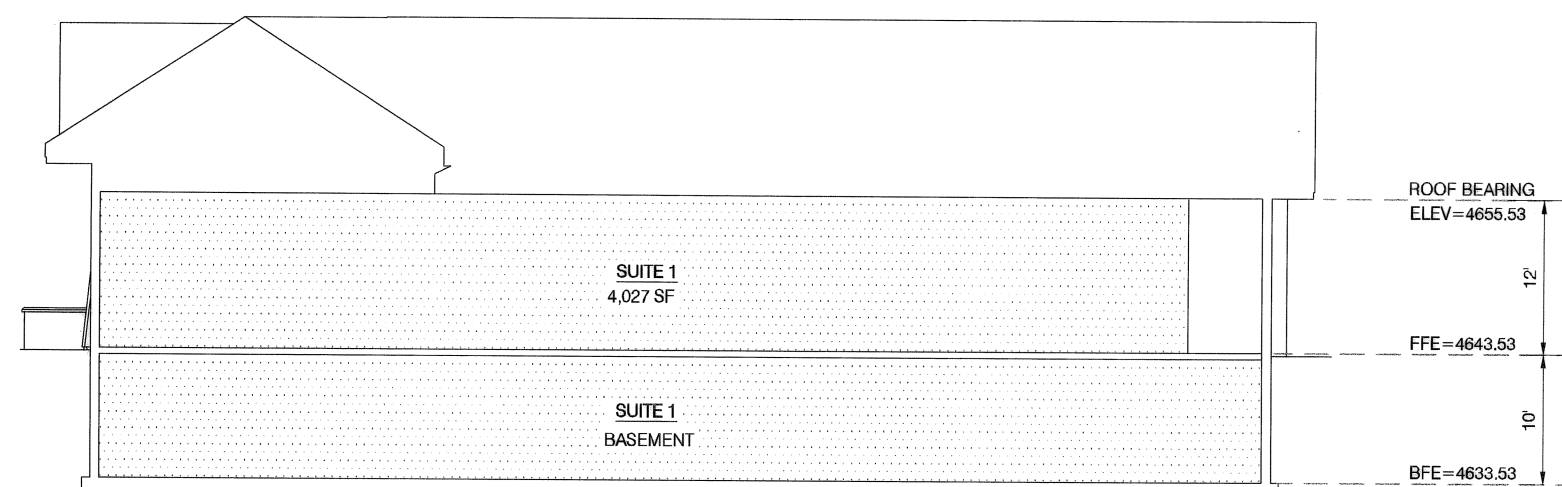 ROOF BEARING
ELEV=4655.53
12'
SUITE 1
4,027 SF
FFE=4643.53
10'
SUITE 1
BASEMENT
BFE=4633.53